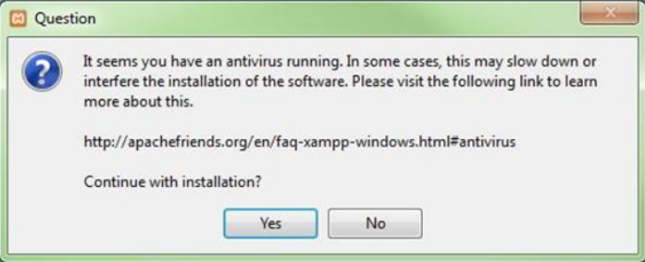 Question
It seems you have an antivirus running. In some cases, this may slow down or
interfere the installation of the software. Please visit the following link to learn
more about this.
http://apachefriends.org/en/faq-xampp-windows.html#antivirus
Continue with installation?
Yes No